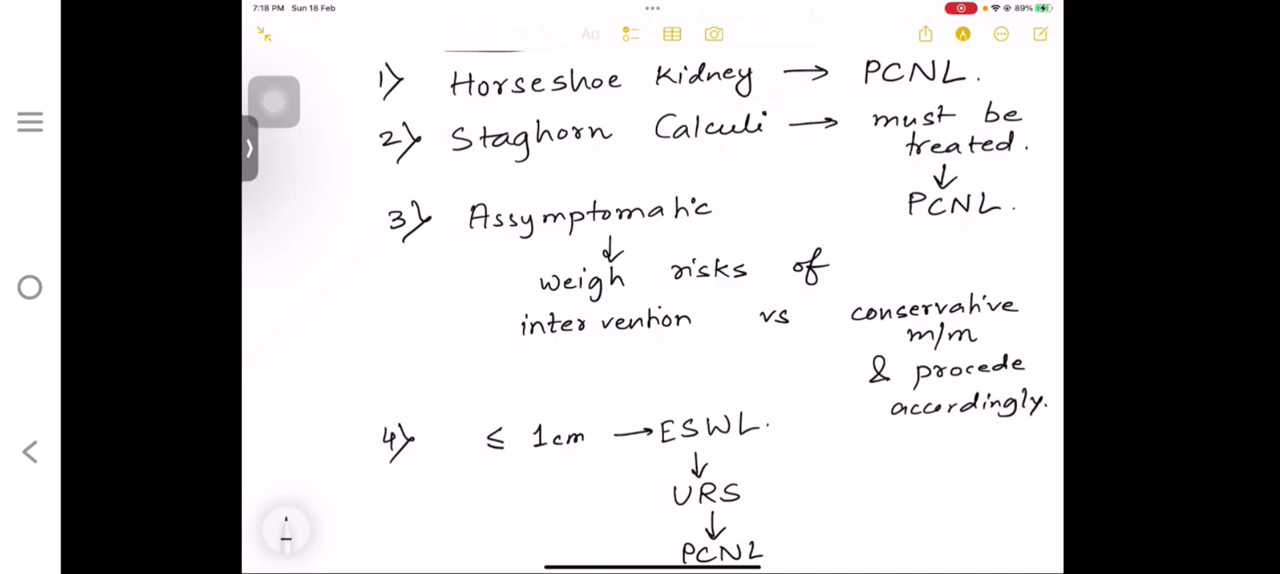 7:18 PM Sun 18 Feb
89%
Aa
1) Horseshoe Kidney → PCNL.
2) Staghorn Calculi → must be
treated.
↓
PCNL.
3) Assymptomatic
↓
weigh risks of
intervention vs conservative
m/m
& procede
accordingly.
4) ≤ 1cm → ESWL.
↓
URS
↓
PCNL